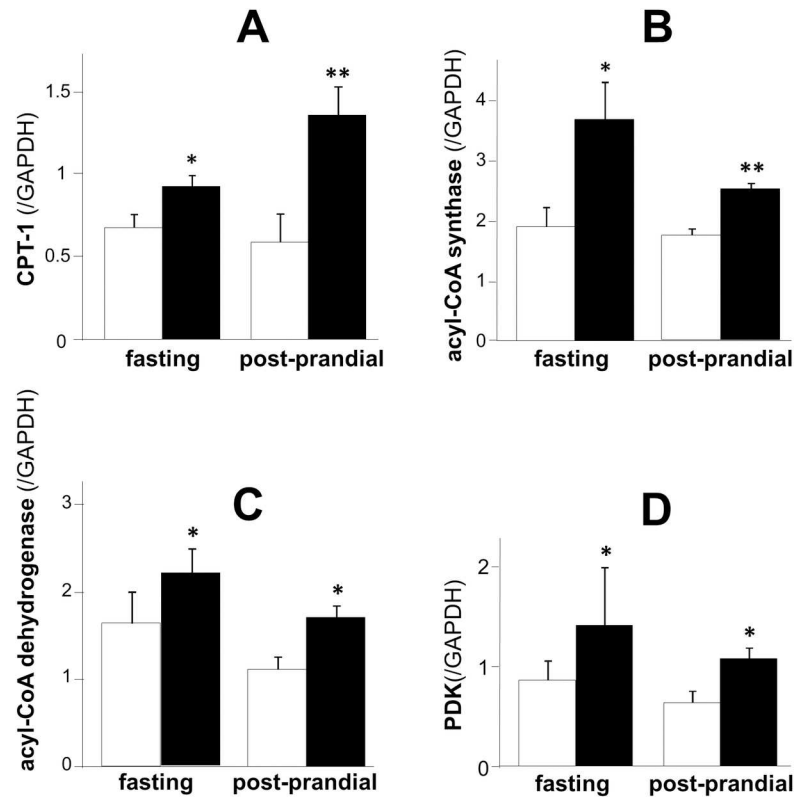 A
CPT-1 (/GAPDH)
1.5
1
0.5
0
*
**
fasting
post-prandial
B
acyl-CoA synthase (/GAPDH)
4
3
2
1
0
*
**
fasting
post-prandial
C
acyl-CoA dehydrogenase (/GAPDH)
3
2
1
0
*
*
fasting
post-prandial
D
PDK(/GAPDH)
2
1
0
*
*
fasting
post-prandial